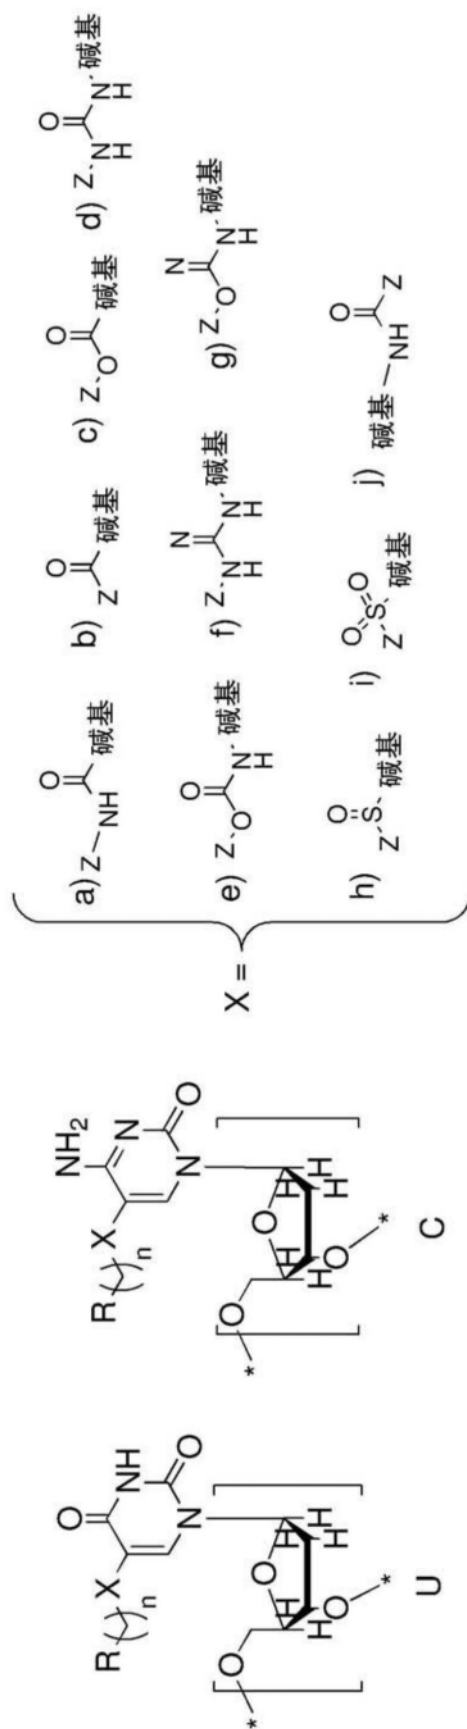 R ( ) n X O NH O N
O O H H H H O * *
U
R ( ) n X NH2 N O N
O O H H H H O * *
C
X =
a) Z NH O 碱基
b) Z O 碱基
c) Z O O 碱基
d) Z N H O N H 碱基
e) Z O O N H 碱基
f) Z N H N N H 碱基
g) Z O N N H 碱基
h) Z S O 碱基
i) Z S O O 碱基
j) 碱基 NH O Z